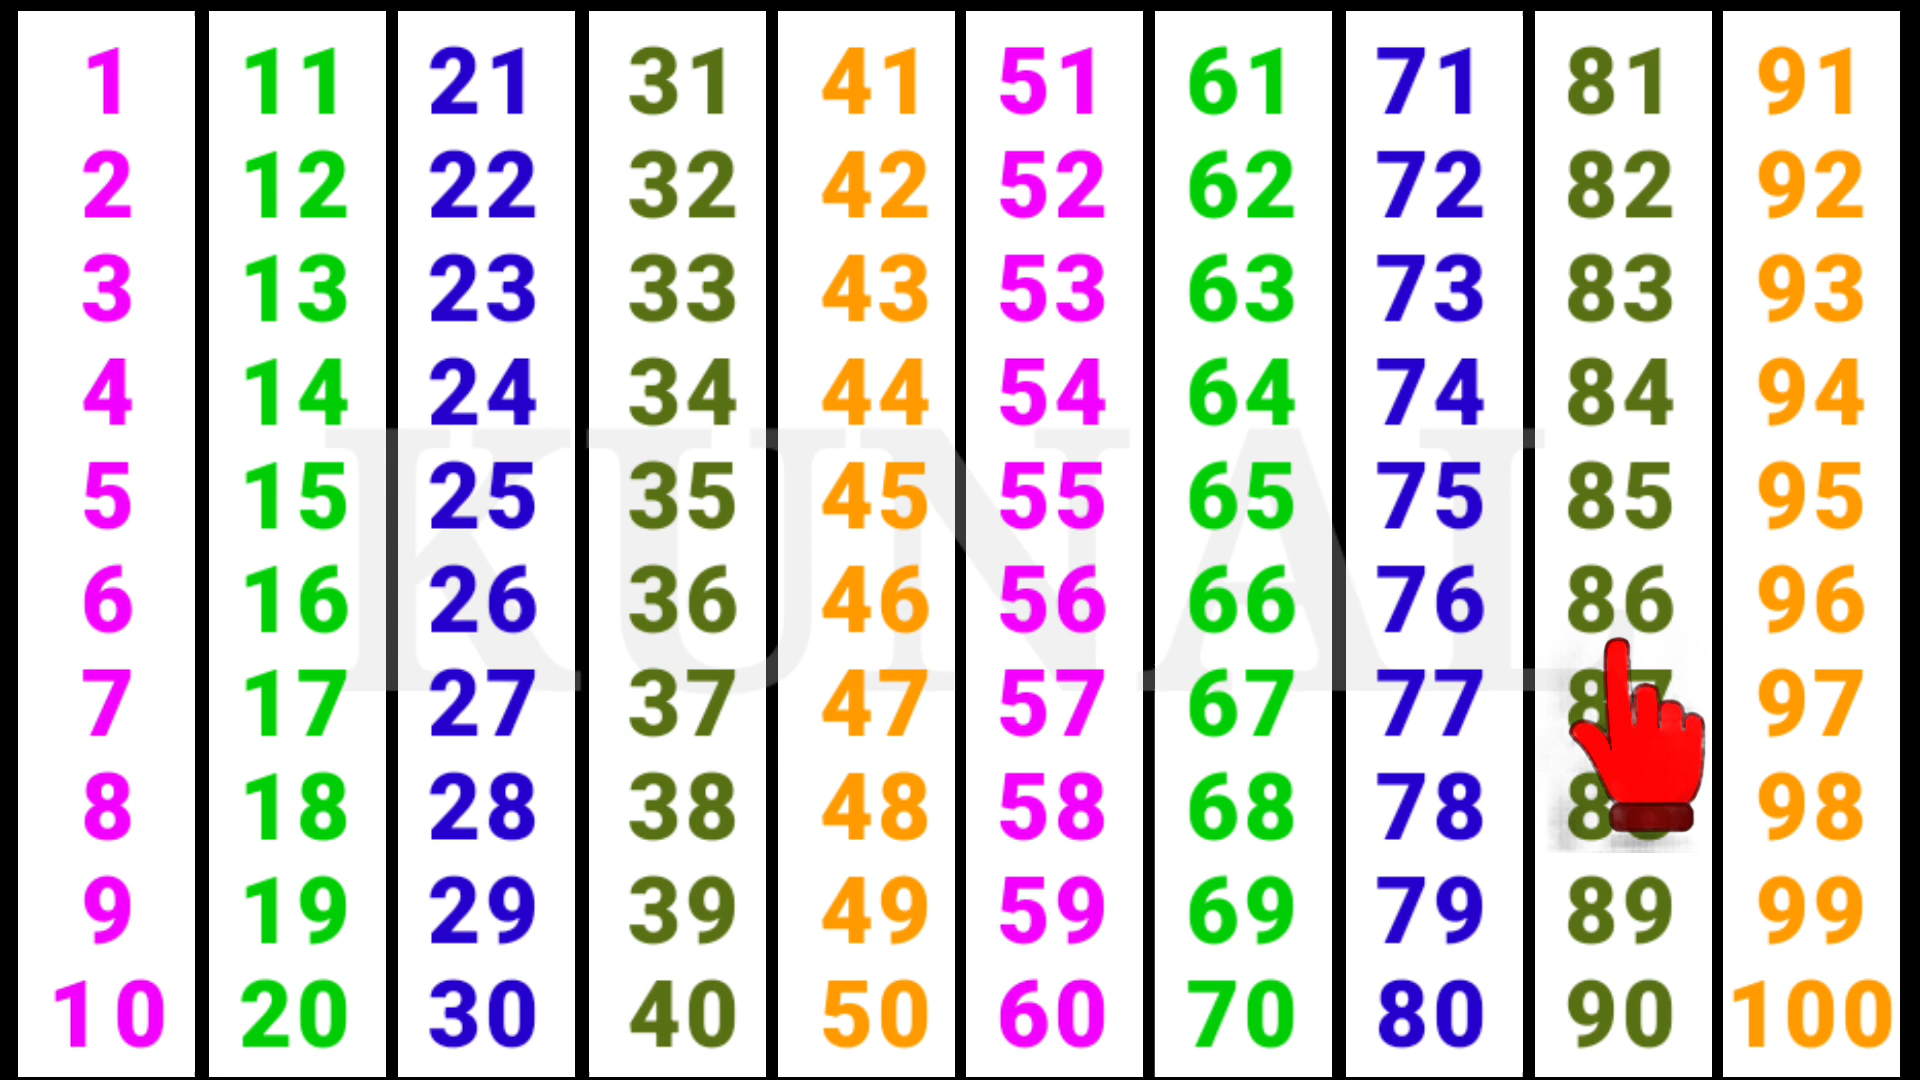 1 11 21 31 41 51 61 71 81 91
2 12 22 32 42 52 62 72 82 92
3 13 23 33 43 53 63 73 83 93
4 14 24 34 44 54 64 74 84 94
KUNAL
5 15 25 35 45 55 65 75 85 95
6 16 26 36 46 56 66 76 86 96
7 17 27 37 47 57 67 77 87 97
8 18 28 38 48 58 68 78 88 98
9 19 29 39 49 59 69 79 89 99
10 20 30 40 50 60 70 80 90 100